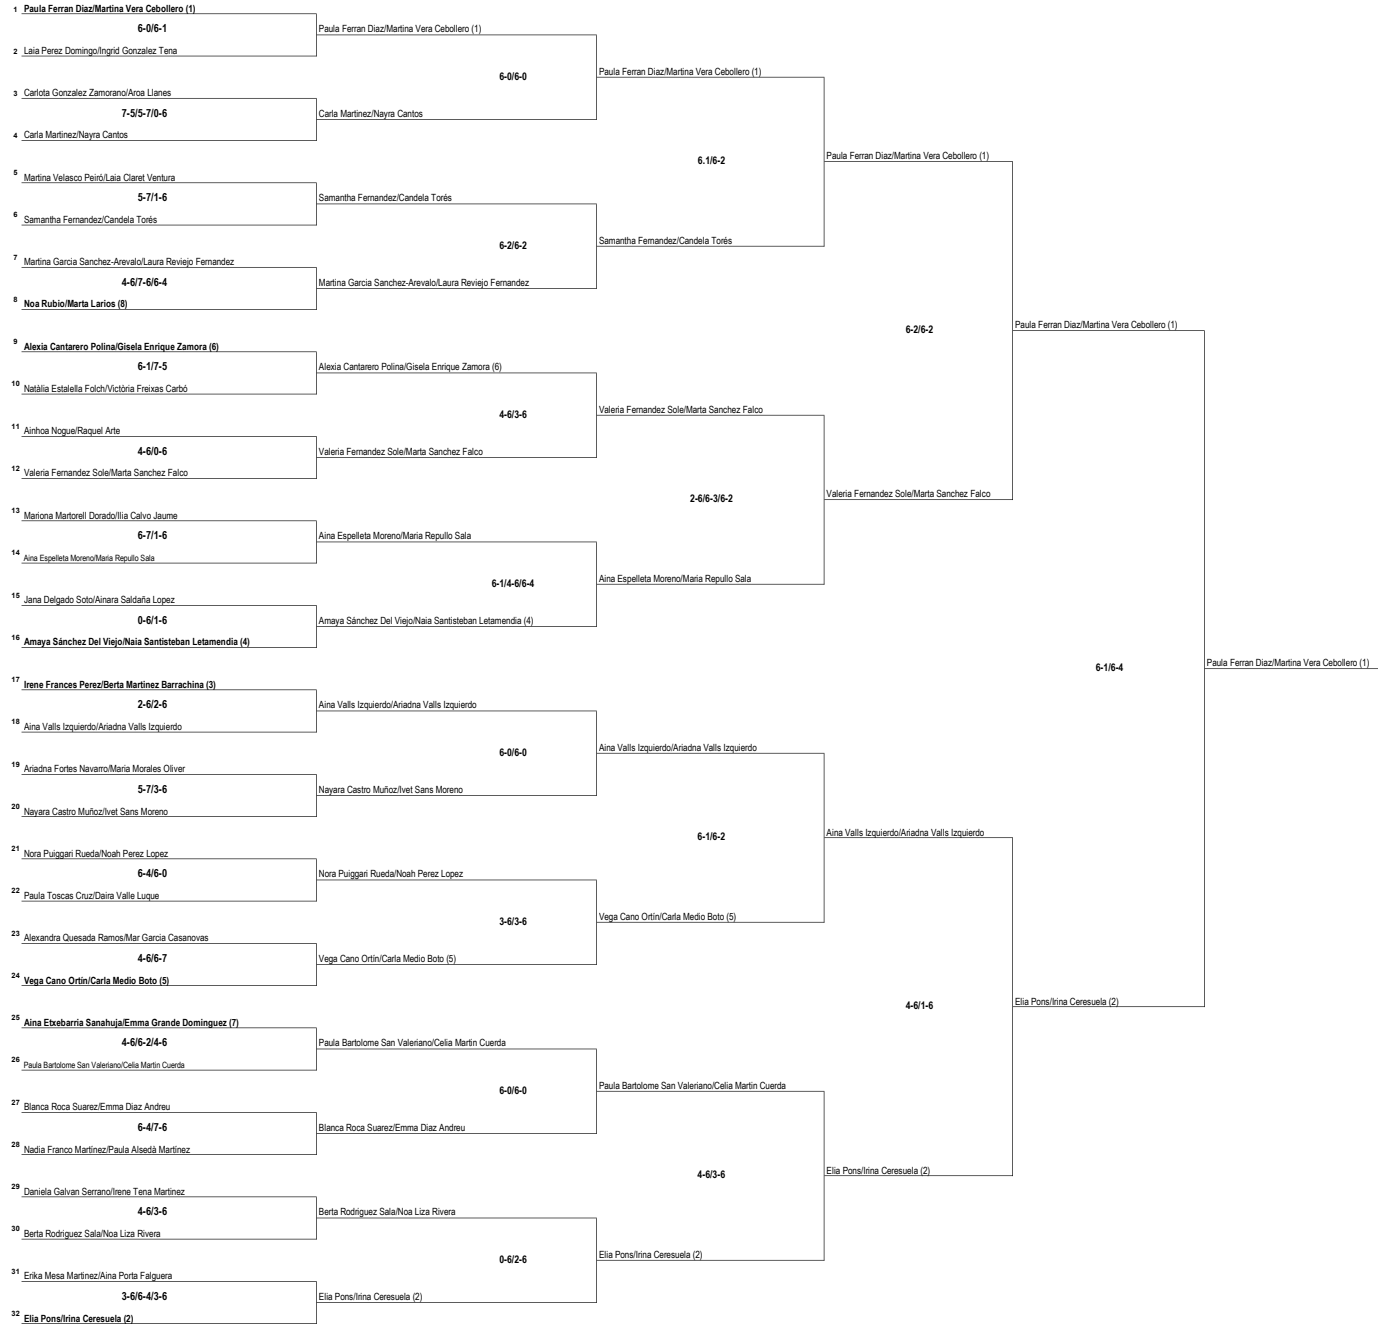 1 Paula Ferran Diaz/Martina Vera Cebollero (1)
6-0/6-1
Paula Ferran Diaz/Martina Vera Cebollero (1)
2 Laia Perez Domingo/Ingrid Gonzalez Tena
6-0/6-0
Paula Ferran Diaz/Martina Vera Cebollero (1)
3 Carlota Gonzalez Zamorano/Aroa Llanes
7-5/5-7/0-6
Carla Martinez/Nayra Cantos
4 Carla Martinez/Nayra Cantos
6.1/6-2
Paula Ferran Diaz/Martina Vera Cebollero (1)
5 Martina Velasco Peiró/Laia Claret Ventura
5-7/1-6
Samantha Fernandez/Candela Torés
6 Samantha Fernandez/Candela Torés
6-2/6-2
Samantha Fernandez/Candela Torés
7 Martina Garcia Sanchez-Arevalo/Laura Reviejo Fernandez
4-6/7-6/6-4
Martina Garcia Sanchez-Arevalo/Laura Reviejo Fernandez
8 Noa Rubio/Marta Larios (8)
6-2/6-2
Paula Ferran Diaz/Martina Vera Cebollero (1)
9 Alexia Cantarero Polina/Gisela Enrique Zamora (6)
6-1/7-5
Alexia Cantarero Polina/Gisela Enrique Zamora (6)
10 Natàlia Estalella Folch/Victòria Freixas Carbó
4-6/3-6
Valeria Fernandez Sole/Marta Sanchez Falco
11 Ainhoa Nogue/Raquel Arte
4-6/0-6
Valeria Fernandez Sole/Marta Sanchez Falco
12 Valeria Fernandez Sole/Marta Sanchez Falco
2-6/6-3/6-2
Valeria Fernandez Sole/Marta Sanchez Falco
13 Mariona Martorell Dorado/Ilia Calvo Jaume
6-7/1-6
Aina Espelleta Moreno/Maria Repullo Sala
14 Aina Espelleta Moreno/Maria Repullo Sala
6-1/4-6/6-4
Aina Espelleta Moreno/Maria Repullo Sala
15 Jana Delgado Soto/Ainara Saldaña Lopez
0-6/1-6
Amaya Sánchez Del Viejo/Naia Santisteban Letamendia (4)
16 Amaya Sánchez Del Viejo/Naia Santisteban Letamendia (4)
6-1/6-4
Paula Ferran Diaz/Martina Vera Cebollero (1)
17 Irene Frances Perez/Berta Martinez Barrachina (3)
2-6/2-6
Aina Valls Izquierdo/Ariadna Valls Izquierdo
18 Aina Valls Izquierdo/Ariadna Valls Izquierdo
6-0/6-0
Aina Valls Izquierdo/Ariadna Valls Izquierdo
19 Ariadna Fortes Navarro/Maria Morales Oliver
5-7/3-6
Nayara Castro Muñoz/Ivet Sans Moreno
20 Nayara Castro Muñoz/Ivet Sans Moreno
6-1/6-2
Aina Valls Izquierdo/Ariadna Valls Izquierdo
21 Nora Puiggari Rueda/Noah Perez Lopez
6-4/6-0
Nora Puiggari Rueda/Noah Perez Lopez
22 Paula Toscas Cruz/Daira Valle Luque
3-6/3-6
Vega Cano Ortín/Carla Medio Boto (5)
23 Alexandra Quesada Ramos/Mar Garcia Casanovas
4-6/6-7
Vega Cano Ortín/Carla Medio Boto (5)
24 Vega Cano Ortín/Carla Medio Boto (5)
4-6/1-6
Elia Pons/Irina Ceresuela (2)
25 Aina Etxebarria Sanahuja/Emma Grande Dominguez (7)
4-6/6-2/4-6
Paula Bartolome San Valeriano/Celia Martin Cuerda
26 Paula Bartolome San Valeriano/Celia Martin Cuerda
6-0/6-0
Paula Bartolome San Valeriano/Celia Martin Cuerda
27 Blanca Roca Suarez/Emma Diaz Andreu
6-4/7-6
Blanca Roca Suarez/Emma Diaz Andreu
28 Nadia Franco Martínez/Paula Alsedà Martínez
4-6/3-6
Elia Pons/Irina Ceresuela (2)
29 Daniela Galvan Serrano/Irene Tena Martinez
4-6/3-6
Berta Rodriguez Sala/Noa Liza Rivera
30 Berta Rodriguez Sala/Noa Liza Rivera
0-6/2-6
Elia Pons/Irina Ceresuela (2)
31 Erika Mesa Martinez/Aina Porta Falguera
3-6/6-4/3-6
Elia Pons/Irina Ceresuela (2)
32 Elia Pons/Irina Ceresuela (2)